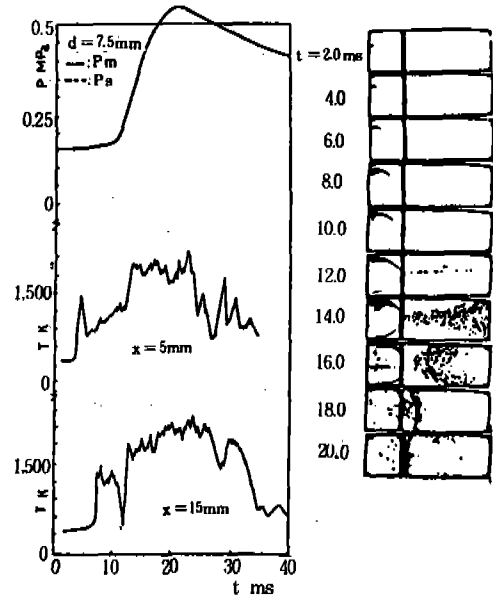 0.5
P MPa
d = 7.5mm
: Pm
: Ps
0.25
0
1,500
T K
x = 5mm
0
1,500
T K
x = 15mm
0
0 10 20 30 40
t ms
t = 2.0 ms
4.0
6.0
8.0
10.0
12.0
14.0
16.0
18.0
20.0